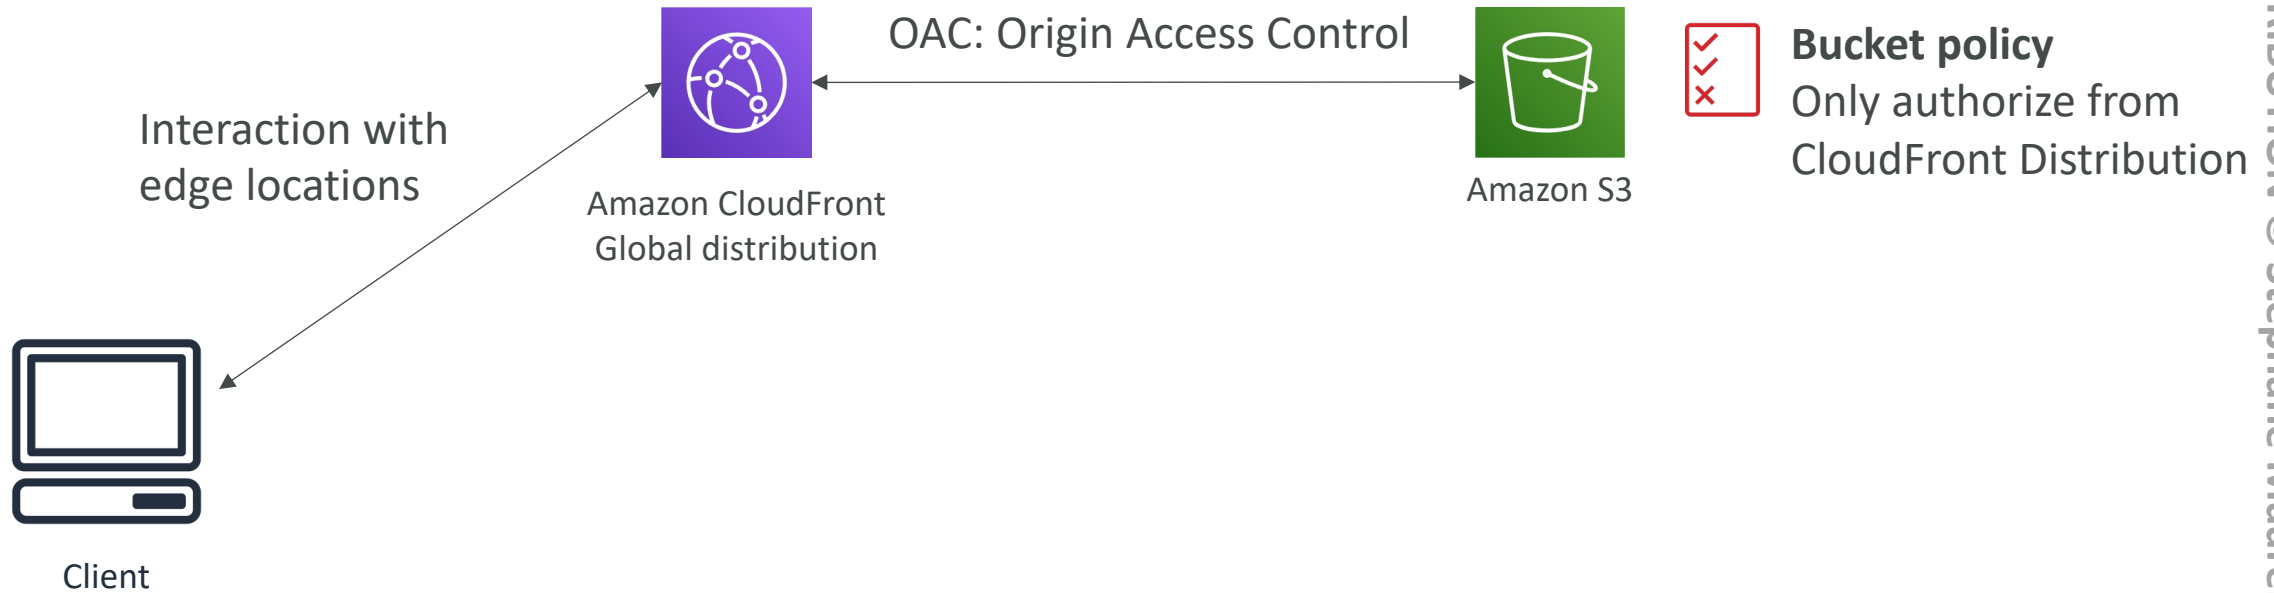 OAC: Origin Access Control
Bucket policy
Only authorize from
CloudFront Distribution
Interaction with
edge locations
Amazon CloudFront
Global distribution
Amazon S3
Client
© Stephane